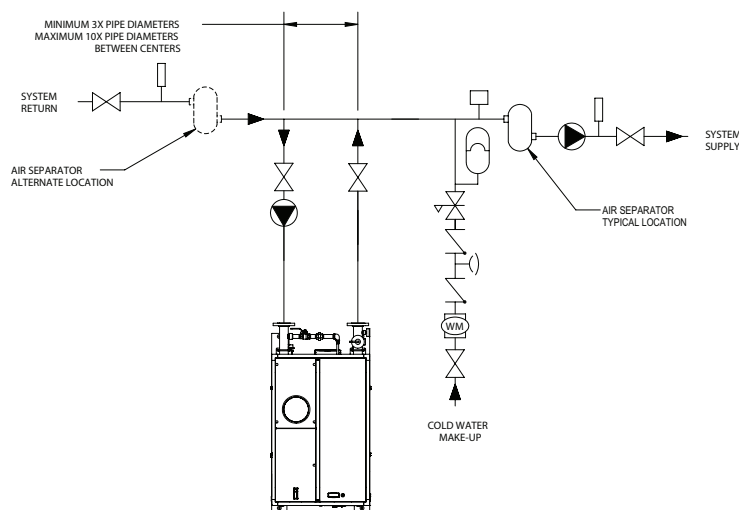 MINIMUM 3X PIPE DIAMETERS
MAXIMUM 10X PIPE DIAMETERS
BETWEEN CENTERS
SYSTEM
RETURN
AIR SEPARATOR
ALTERNATE LOCATION
SYSTEM
SUPPLY
AIR SEPARATOR
TYPICAL LOCATION
WM
COLD WATER
MAKE-UP